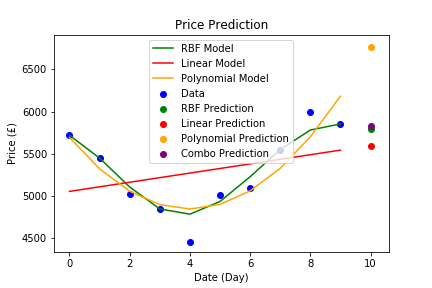 Price Prediction
RBF Model
Linear Model
Polynomial Model
Data
RBF Prediction
Linear Prediction
Polynomial Prediction
Combo Prediction
Price (£)
6500
6000
5500
5000
4500
0 2 4 6 8 10
Date (Day)